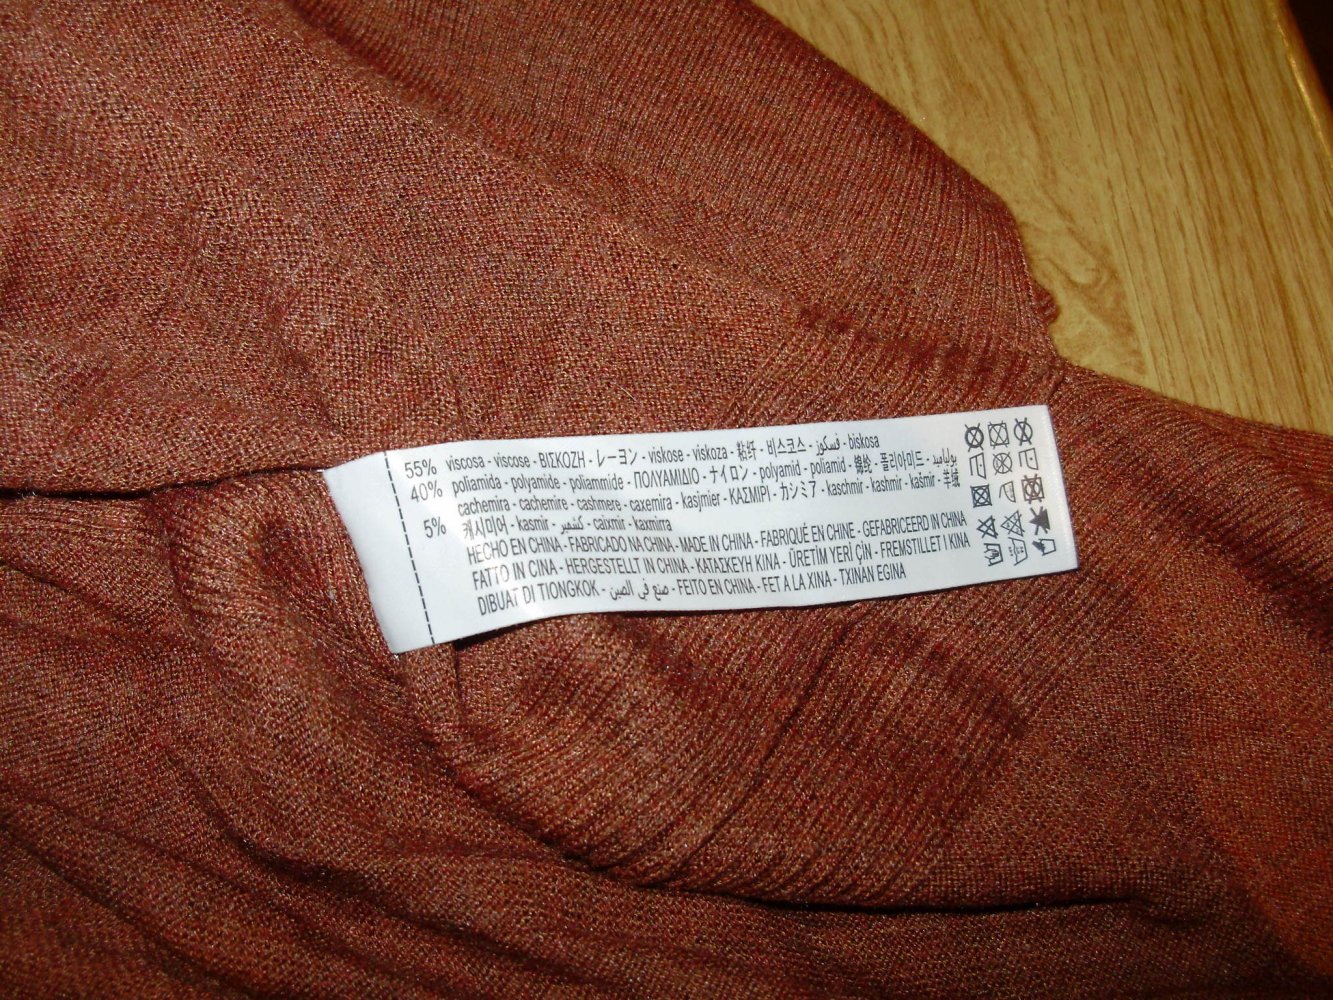 55% viscosa - viscose - ΒΙΣΚΟΖΗ - レーヨン - viskose - viskoza - 粘纤 - 비스코스 - فسكوز - biskosa
40% poliamida - polyamide - poliammide - ΠΟΛΥΑΜΙΔΙΟ - ナイロン - polyamid - poliamid - 锦纶 - 폴리아미드 - بولياميد
cachemira - cachemire - cashmere - caxemira - kasjmier - ΚΑΣΜΙΡΙ - カシミア - kaschmir - kashmir - kašmir - 羊绒
5% 캐시미어 - kasmir - كشمير - caixmir - kaxmirra
HECHO EN CHINA - FABRICADO NA CHINA - MADE IN CHINA - FABRIQUÉ EN CHINE - GEFABRICEERD IN CHINA
FATTO IN CINA - HERGESTELLT IN CHINA - ΚΑΤΑΣΚΕΥΗ ΚΙΝΑ - ÜRETİM YERİ ÇİN - FREMSTILLET I KINA
DIBUAT DI TIONGKOK - صنع في الصين - FEITO EN CHINA - FET A LA XINA - TXINAN EGINA